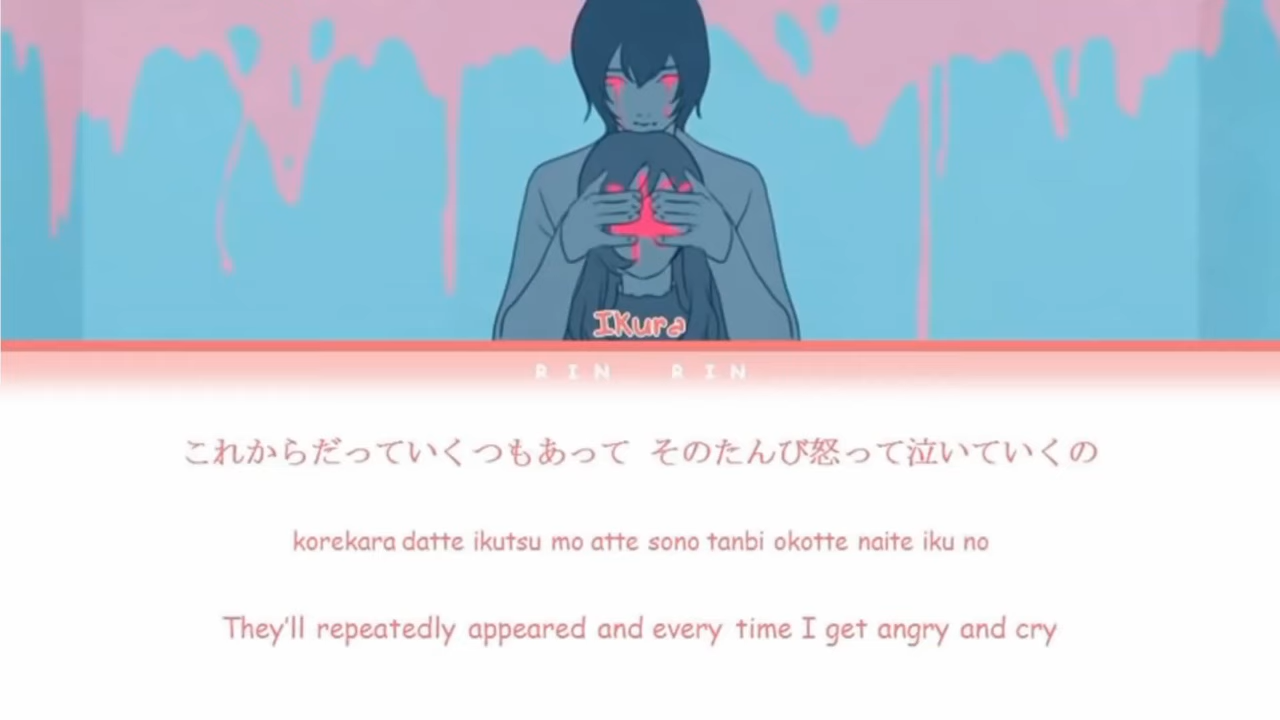 IKura
RIN RIN
これからだっていくつもあって そのたんび怒って泣いていくの
korekara datte ikutsu mo atte sono tanbi okotte naite iku no
They'll repeatedly appeared and every time I get angry and cry